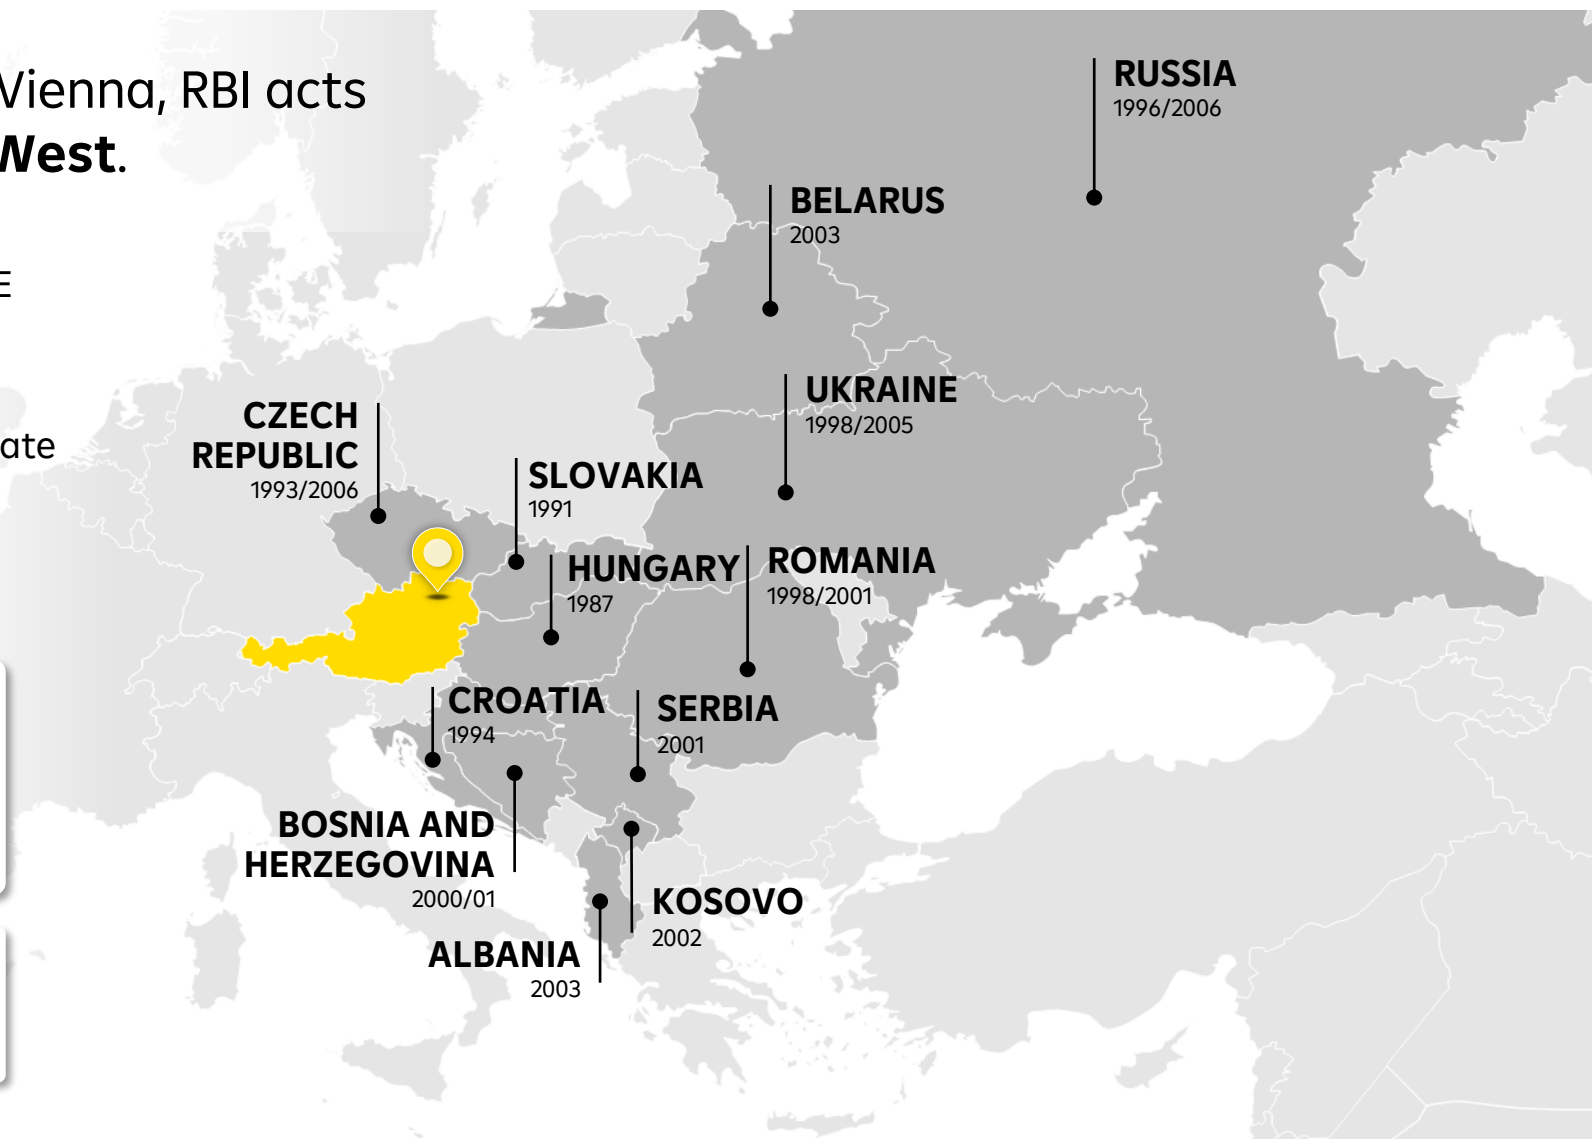 Vienna, RBI acts
West.
E
ate
RUSSIA
1996/2006
BELARUS
2003
UKRAINE
1998/2005
CZECH
REPUBLIC
1993/2006
SLOVAKIA
1991
HUNGARY
1987
ROMANIA
1998/2001
CROATIA
1994
SERBIA
2001
BOSNIA AND
HERZEGOVINA
2000/01
KOSOVO
2002
ALBANIA
2003